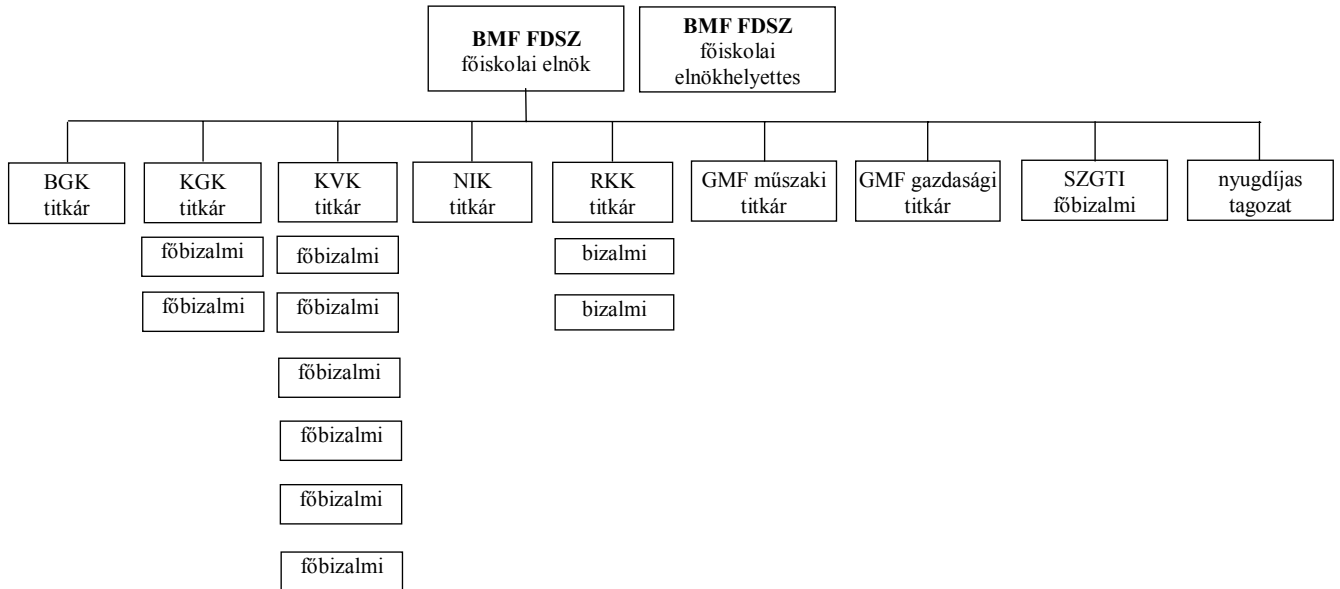 BMF FDSZ
főiskolai elnök
BMF FDSZ
főiskolai
elnökhelyettes
BGK
titkár
KGK
titkár
KVK
titkár
NIK
titkár
RKK
titkár
GMF műszaki
titkár
GMF gazdasági
titkár
SZGTI
főbizalmi
nyugdíjas
tagozat
főbizalmi
főbizalmi
bizalmi
főbizalmi
főbizalmi
bizalmi
főbizalmi
főbizalmi
főbizalmi
főbizalmi